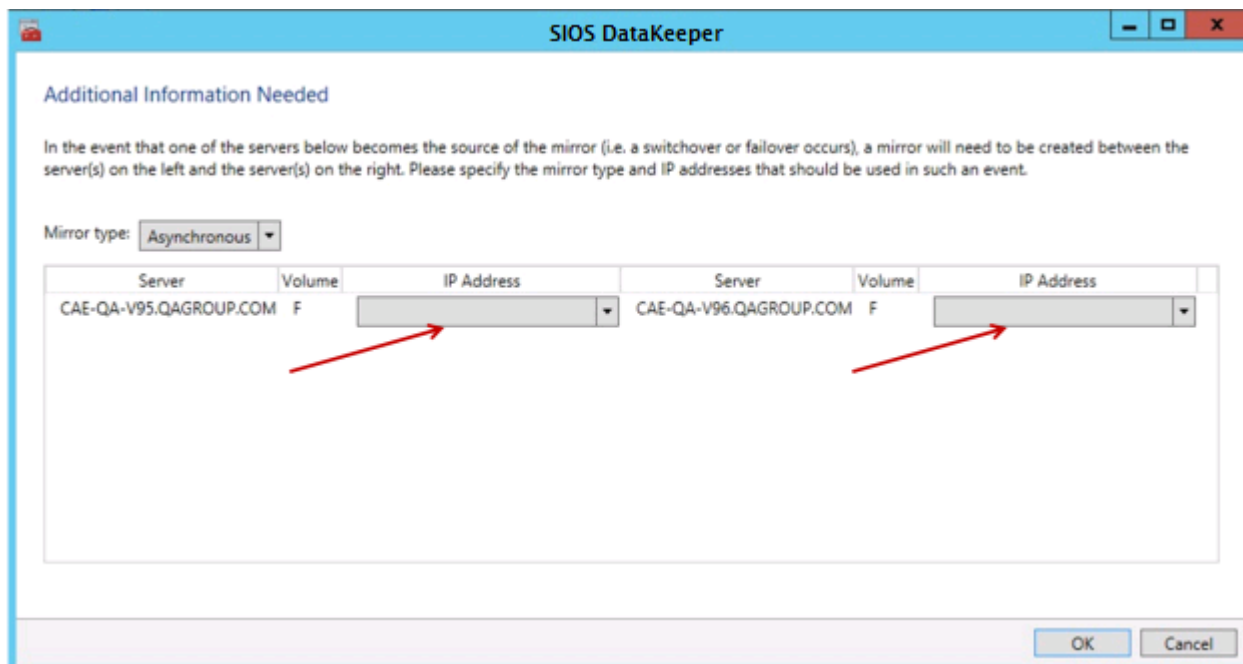 SIOS DataKeeper
Additional Information Needed
In the event that one of the servers below becomes the source of the mirror (i.e. a switchover or failover occurs), a mirror will need to be created between the
server(s) on the left and the server(s) on the right. Please specify the mirror type and IP addresses that should be used in such an event.
Mirror type: Asynchronous
Server Volume IP Address Server Volume IP Address
CAE-QA-V95.QAGROUP.COM F CAE-QA-V96.QAGROUP.COM F
OK Cancel